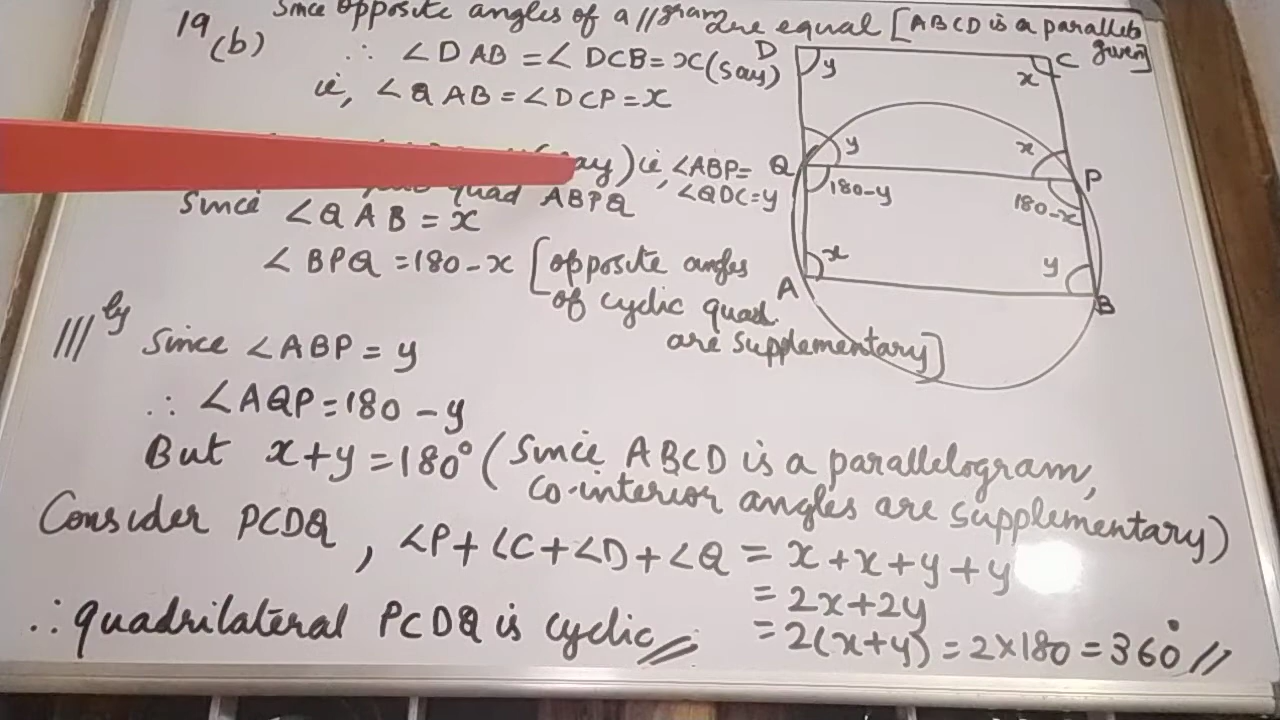 19 (b) Since opposite angles of a //gram are equal [ABCD is a parallelo given]
∴ ∠DAB = ∠DCB = x (say)
ie, ∠QAB = ∠DCP = x
ay) ie, ∠ABP =
∠QDC = y
quad ABPQ
Since ∠QAB = x
∠BPQ = 180 - x [opposite angles
of cyclic quad.
are supplementary]
|||ly Since ∠ABP = y
∴ ∠AQP = 180 - y
But x + y = 180° (Since ABCD is a parallelogram,
co-interior angles are supplementary)
Consider PCDQ, ∠P + ∠C + ∠D + ∠Q = x + x + y + y
= 2x + 2y
= 2(x + y) = 2 × 180 = 360° //
∴ quadrilateral PCDQ is cyclic //
D y x C
Q y x P
180-y 180-x
A x y B